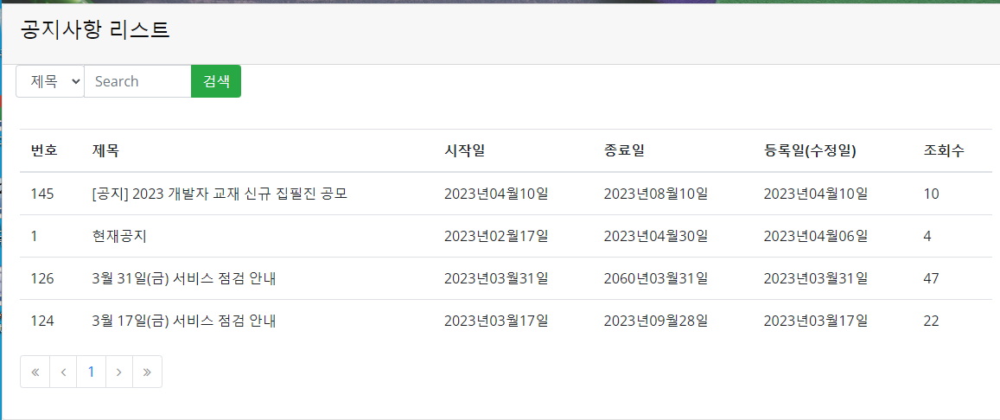 공지사항 리스트
제목 Search 검색
번호 제목 시작일 종료일 등록일(수정일) 조회수
145 [공지] 2023 개발자 교재 신규 집필진 공모 2023년04월10일 2023년08월10일 2023년04월10일 10
1 현재공지 2023년02월17일 2023년04월30일 2023년04월06일 4
126 3월 31일(금) 서비스 점검 안내 2023년03월31일 2060년03월31일 2023년03월31일 47
124 3월 17일(금) 서비스 점검 안내 2023년03월17일 2023년09월28일 2023년03월17일 22
« ‹ 1 › »